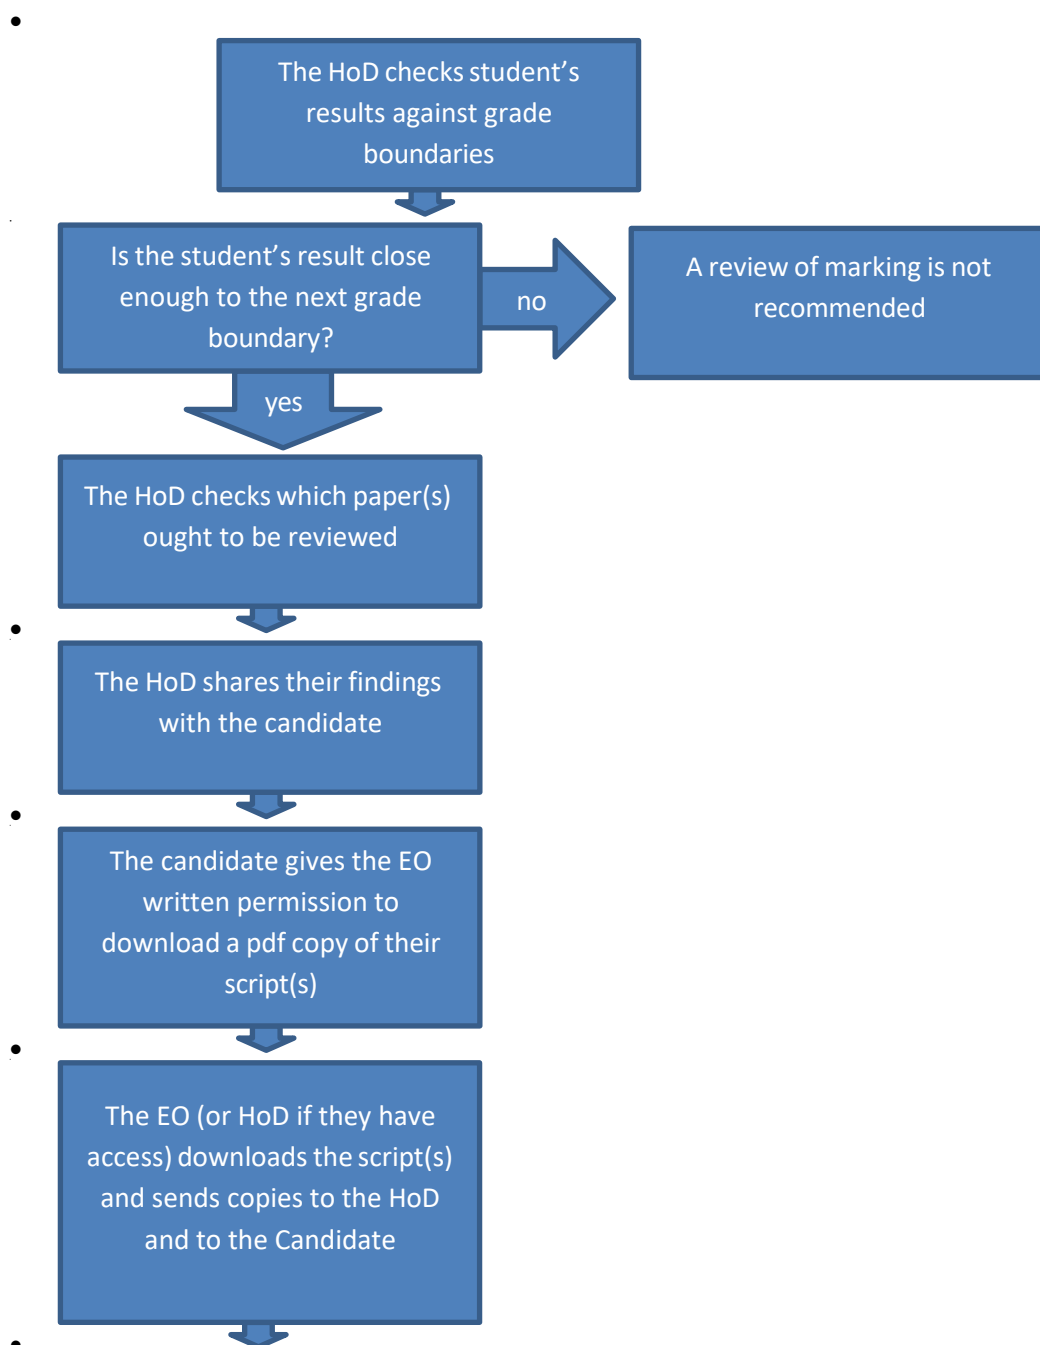 The HoD checks student’s
results against grade
boundaries
Is the student’s result close
enough to the next grade
boundary?
no
A review of marking is not
recommended
yes
The HoD checks which paper(s)
ought to be reviewed
The HoD shares their findings
with the candidate
The candidate gives the EO
written permission to
download a pdf copy of their
script(s)
The EO (or HoD if they have
access) downloads the script(s)
and sends copies to the HoD
and to the Candidate